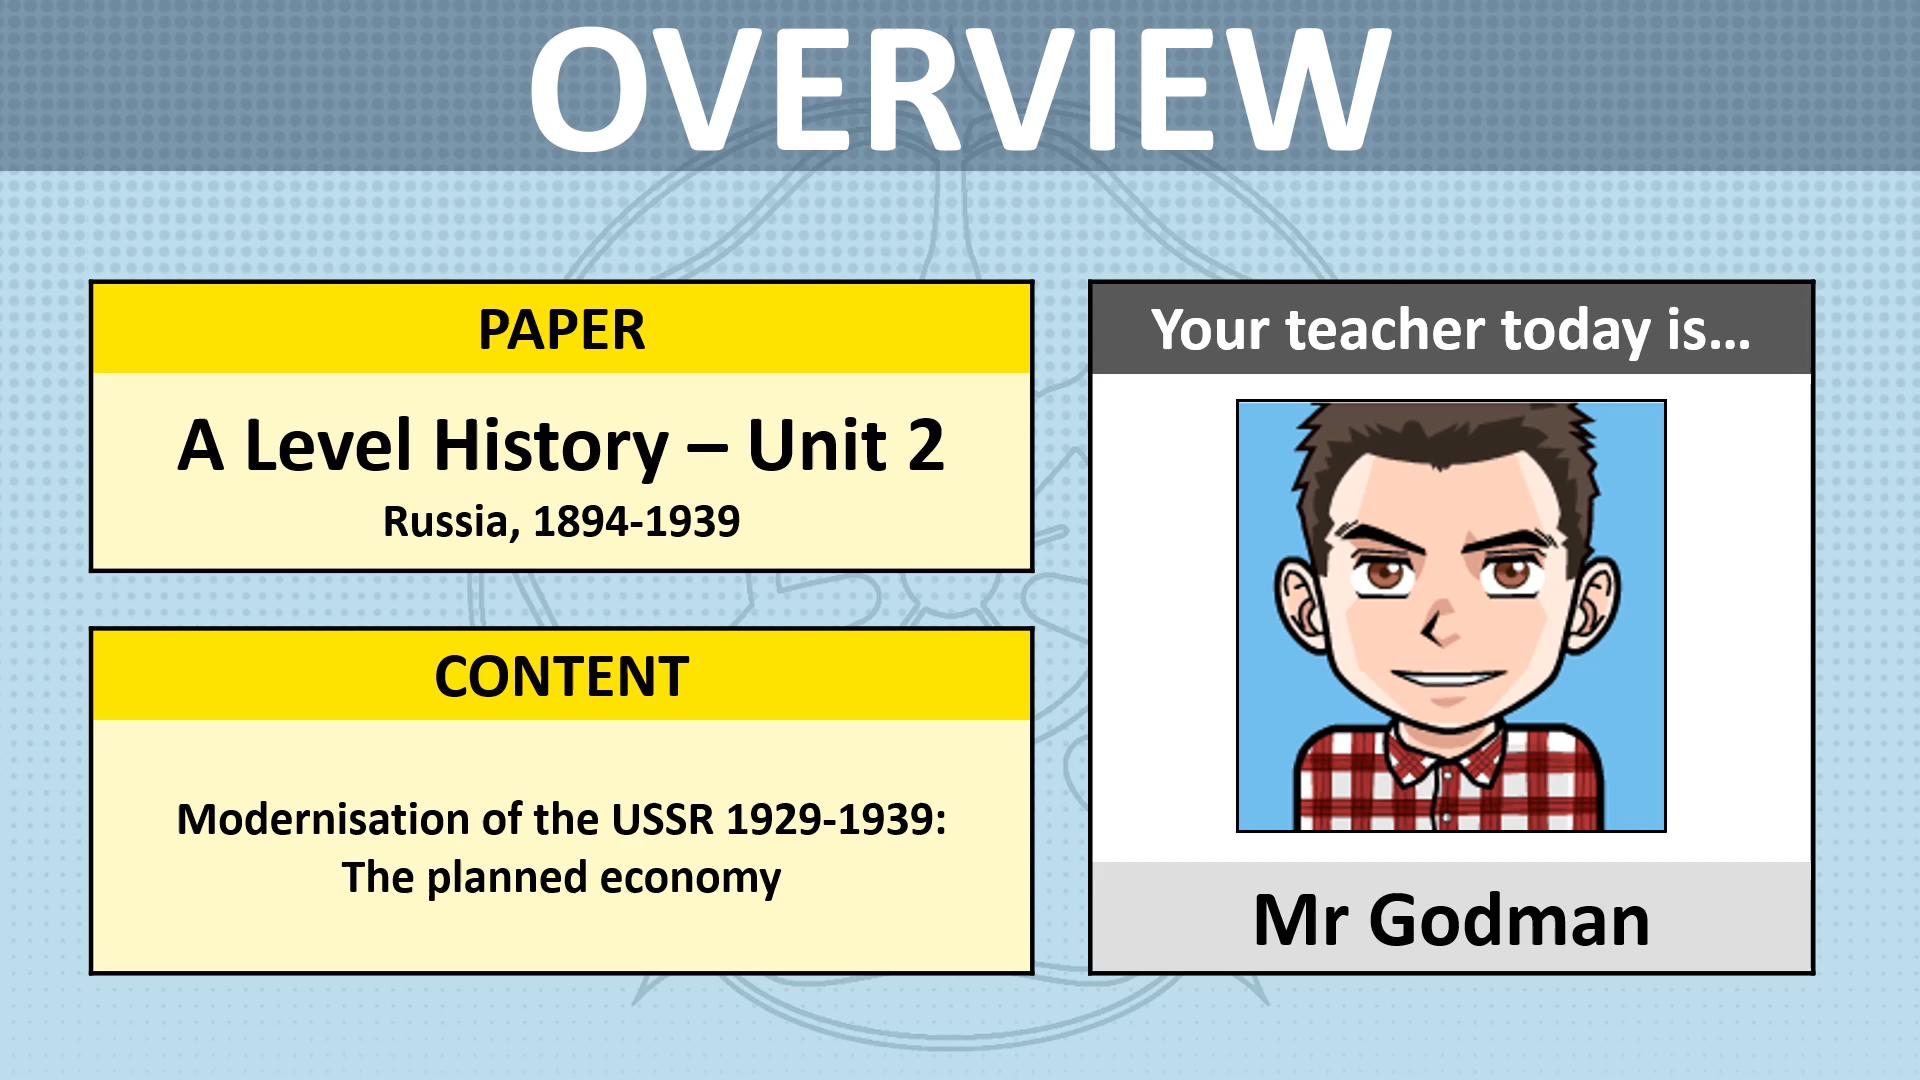 OVERVIEW
PAPER
A Level History – Unit 2
Russia, 1894-1939
CONTENT
Modernisation of the USSR 1929-1939:
The planned economy
Your teacher today is...
Mr Godman